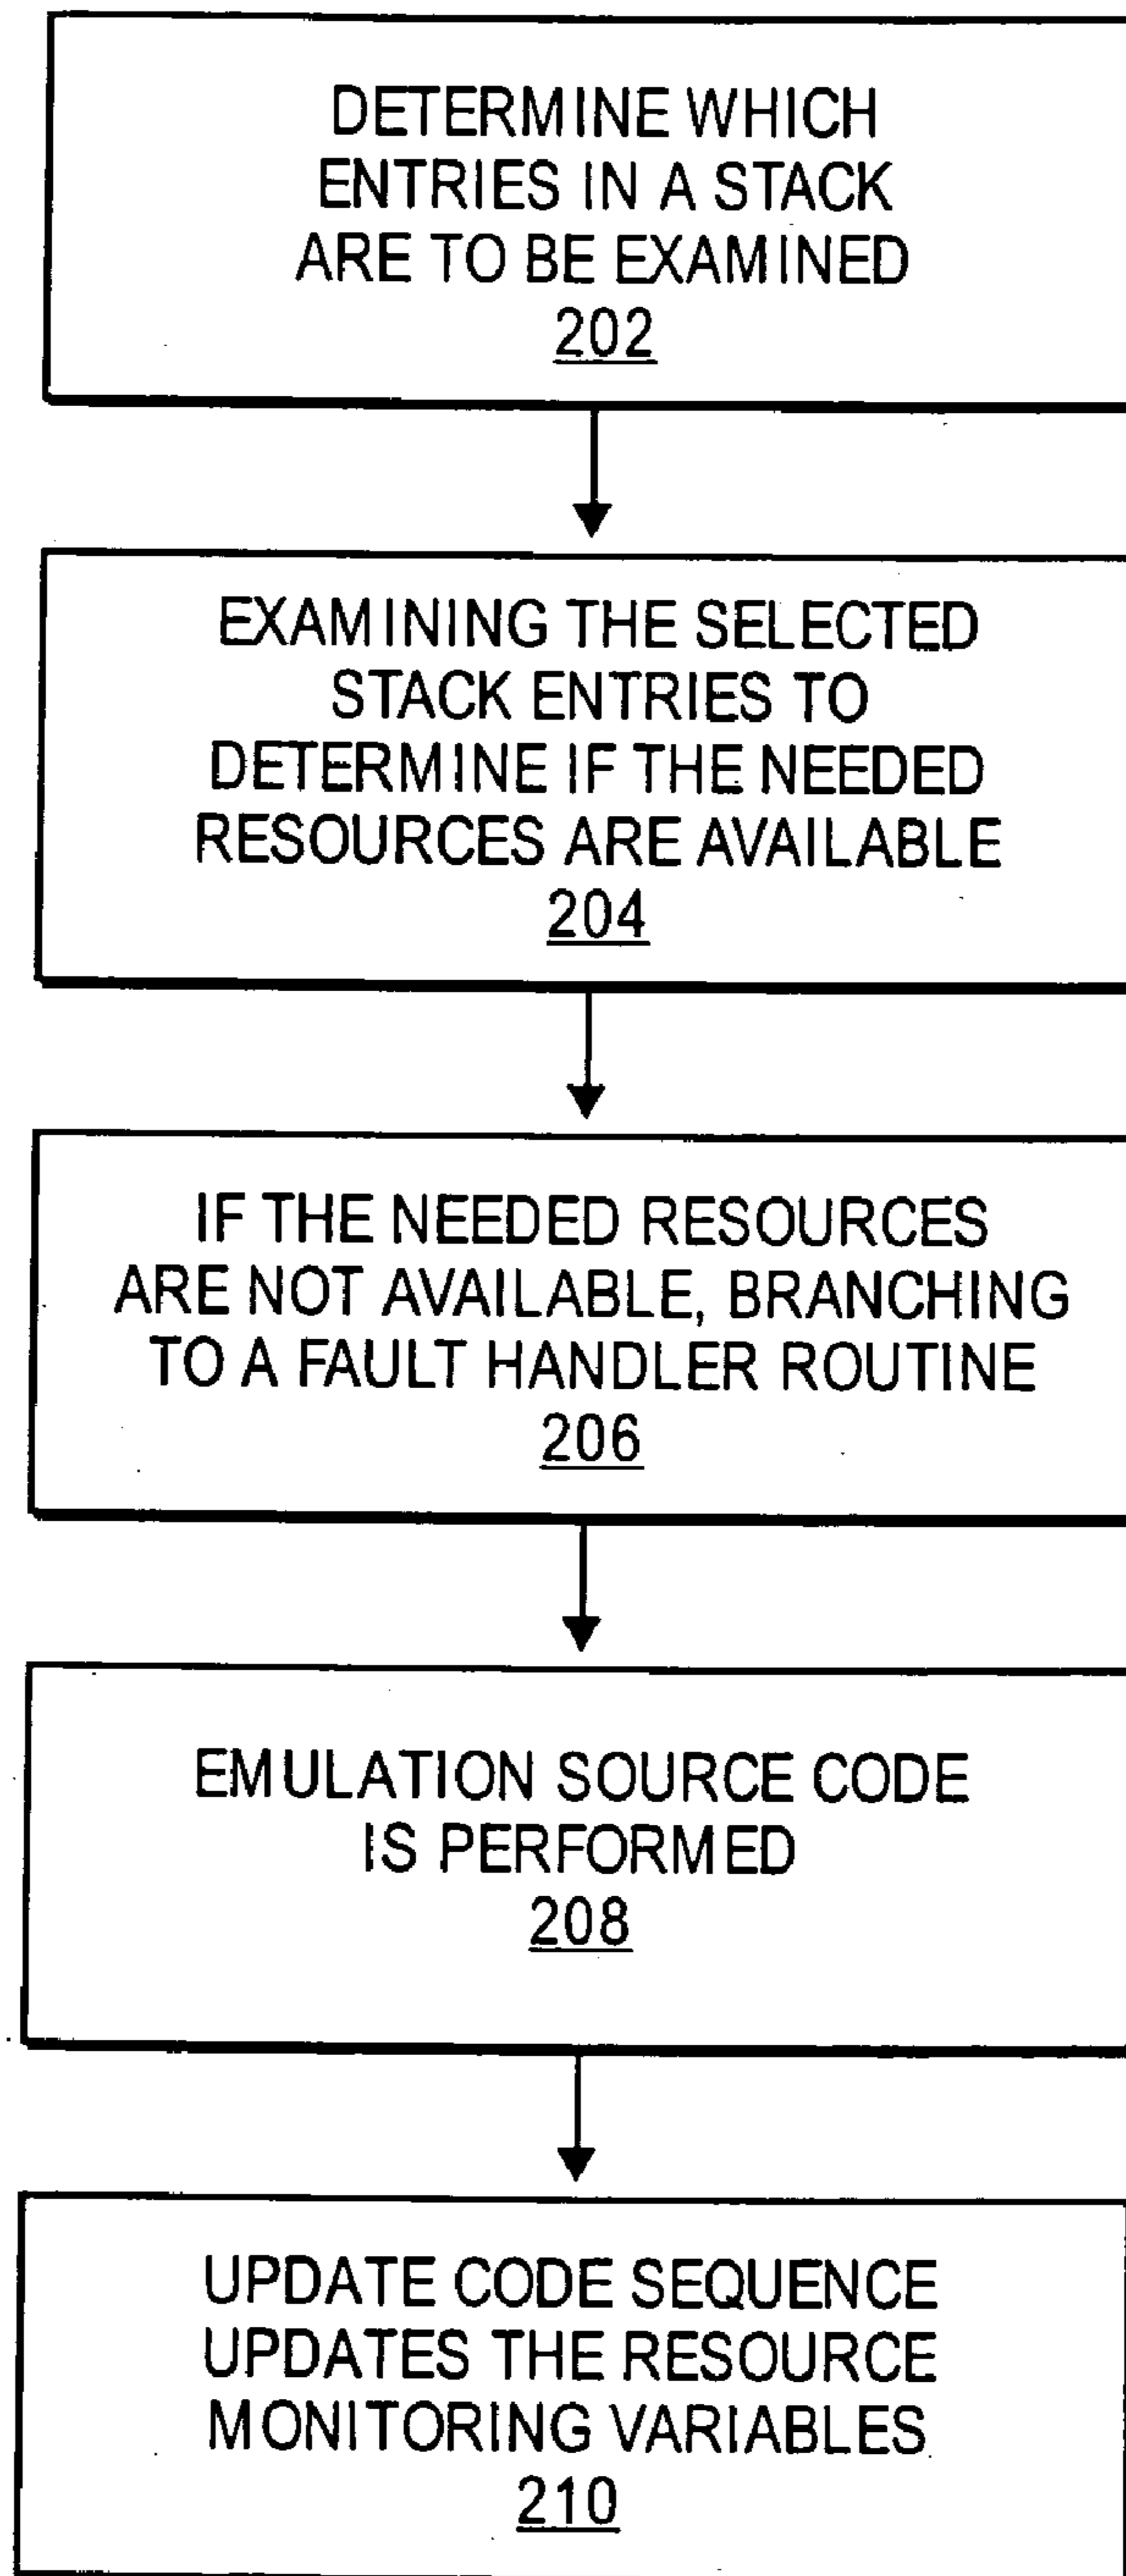 DETERMINE WHICH
ENTRIES IN A STACK
ARE TO BE EXAMINED
202
EXAMINING THE SELECTED
STACK ENTRIES TO
DETERMINE IF THE NEEDED
RESOURCES ARE AVAILABLE
204
IF THE NEEDED RESOURCES
ARE NOT AVAILABLE, BRANCHING
TO A FAULT HANDLER ROUTINE
206
EMULATION SOURCE CODE
IS PERFORMED
208
UPDATE CODE SEQUENCE
UPDATES THE RESOURCE
MONITORING VARIABLES
210